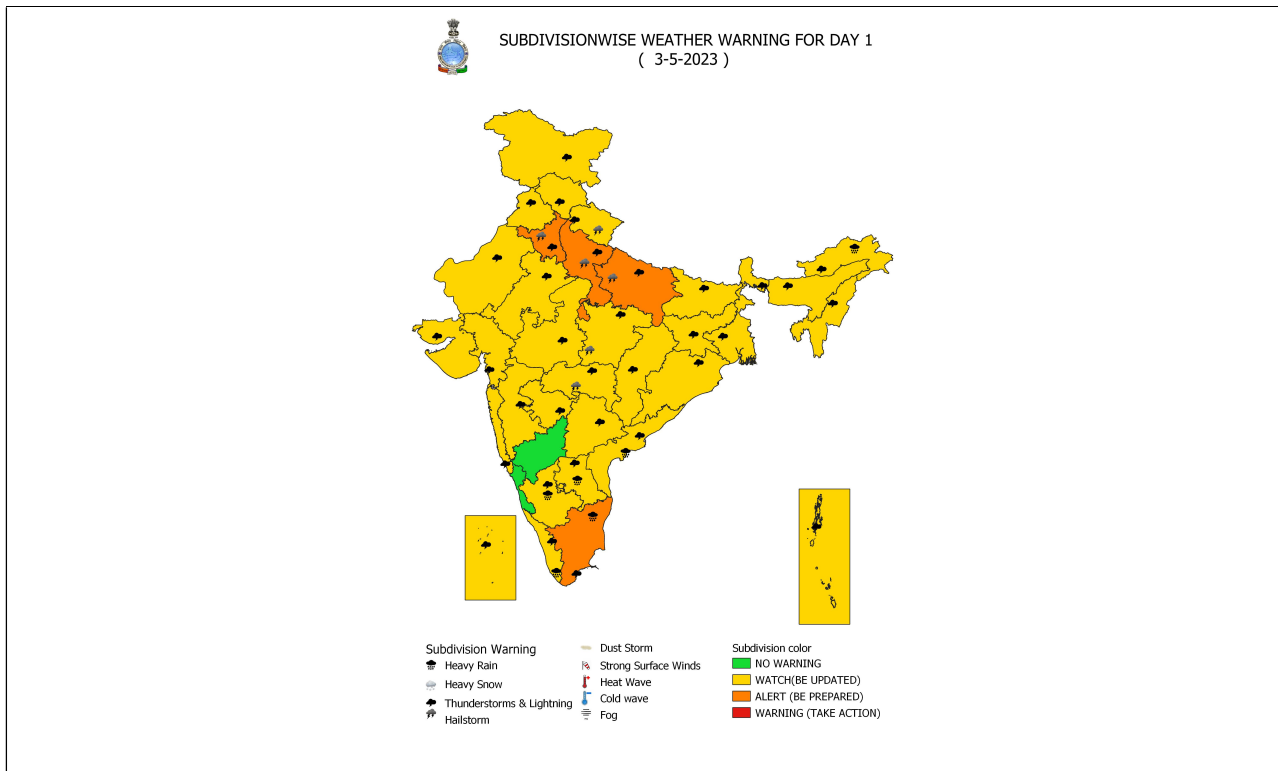 SUBDIVISIONWISE WEATHER WARNING FOR DAY 1
( 3-5-2023 )
Subdivision Warning
Heavy Rain
Heavy Snow
Thunderstorms & Lightning
Hailstorm
Dust Storm
Strong Surface Winds
Heat Wave
Cold wave
Fog
Subdivision color
NO WARNING
WATCH(BE UPDATED)
ALERT (BE PREPARED)
WARNING (TAKE ACTION)